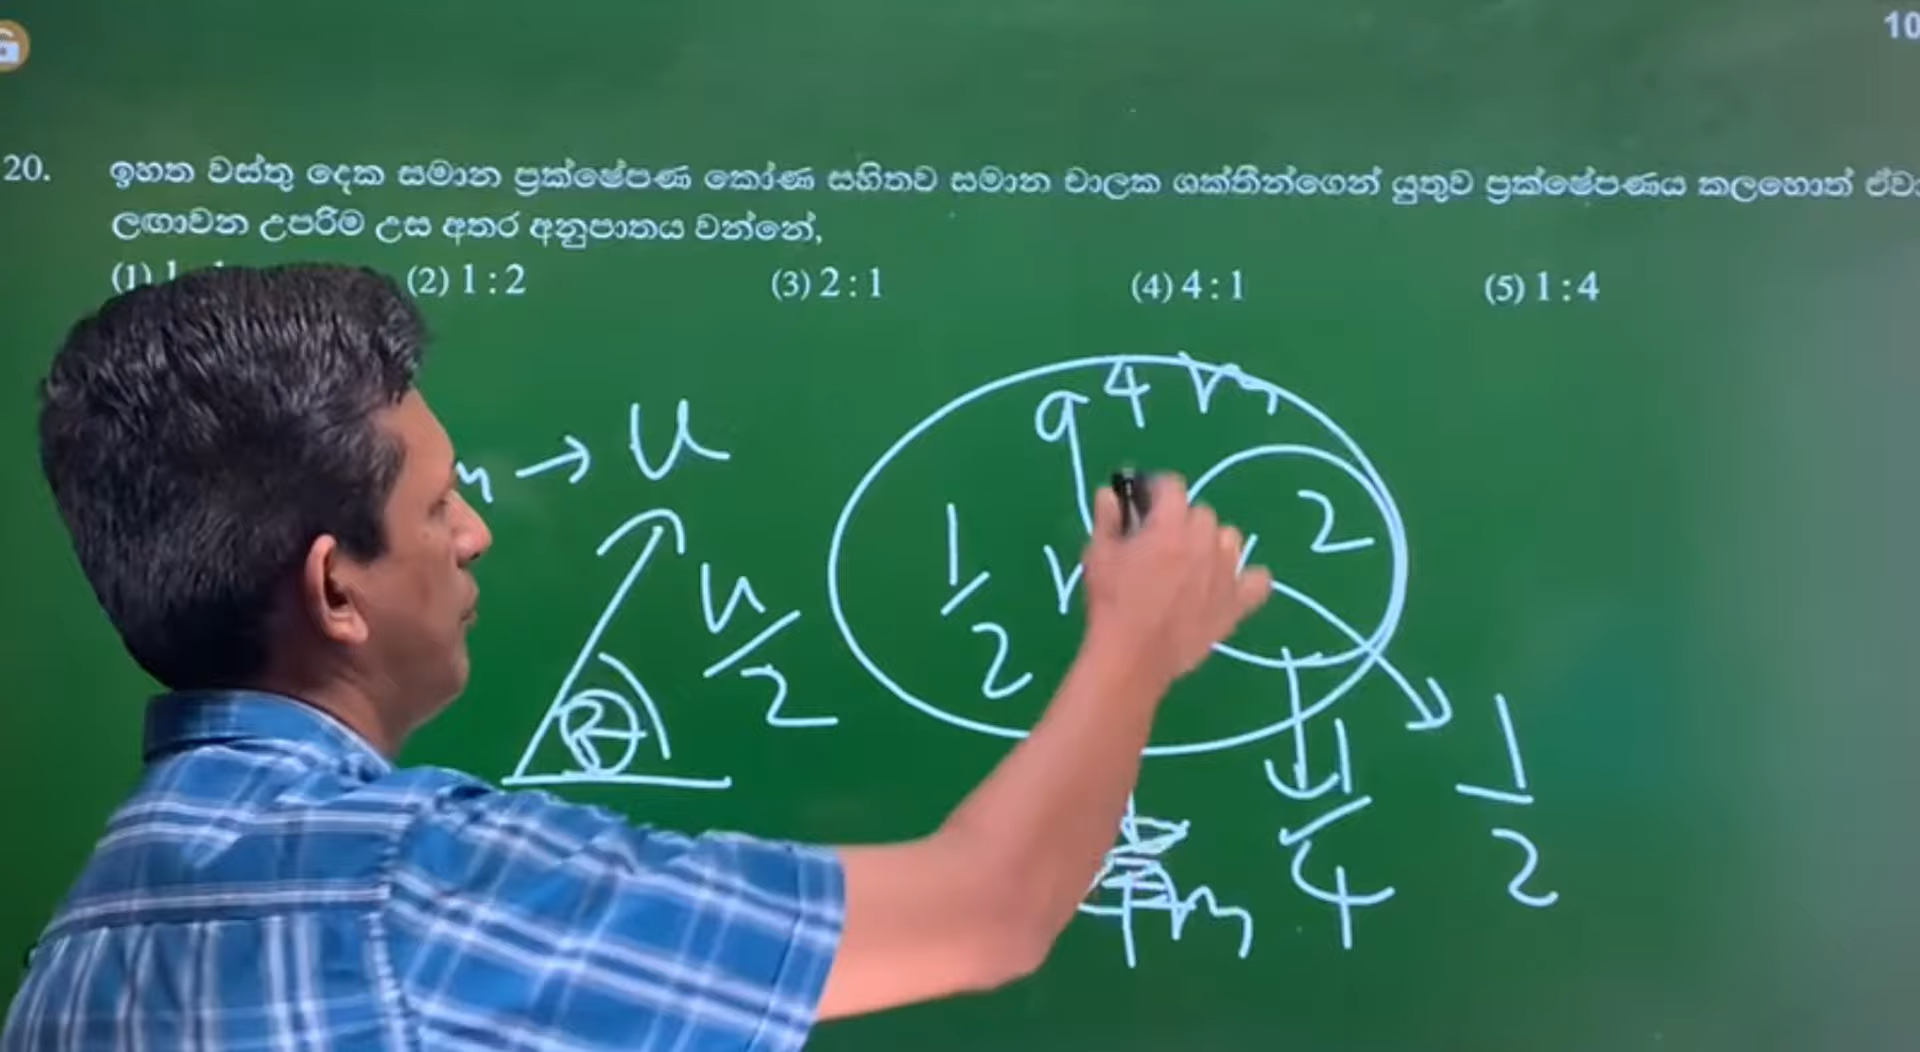 10
20. ඉහත වස්තු දෙක සමාන ප්‍රක්ෂේපණ කෝණ සහිතව සමාන චාලක ශක්තීන්ගෙන් යුතුව ප්‍රක්ෂේපණය කලහොත් ඒවා
ළඟාවන උපරිම උස අතර අනුපාතය වන්නේ,
(1) (2) 1 : 2 (3) 2 : 1 (4) 4 : 1 (5) 1 : 4
4 m
→ u
1/2
2
u/2
1/4
1/2
4m